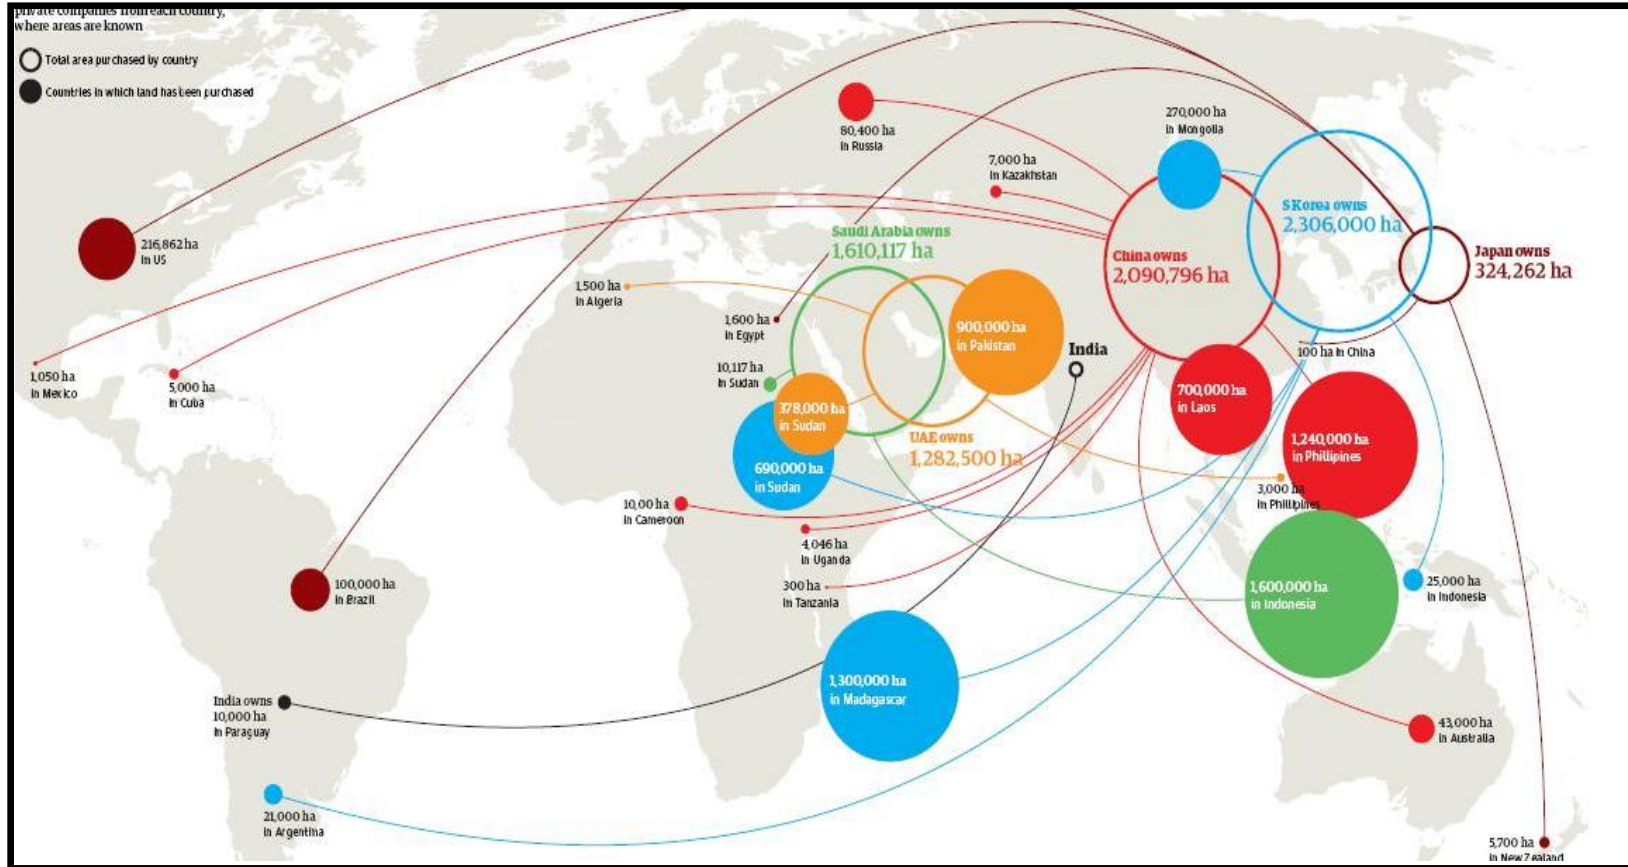 private companies from each country,
where areas are known
Total area purchased by country
Countries in which land has been purchased
216,862 ha
in US
1,050 ha
in Mexico
5,000 ha
in Cuba
100,000 ha
in Brazil
India owns
10,000 ha
in Paraguay
21,000 ha
in Argentina
80,400 ha
in Russia
7,000 ha
in Kazakhstan
270,000 ha
in Mongolia
S Korea owns
2,306,000 ha
Japan owns
324,262 ha
China owns
2,090,796 ha
Saudi Arabia owns
1,610,117 ha
1,500 ha
in Algeria
1,600 ha
in Egypt
10,117 ha
in Sudan
378,000 ha
in Sudan
690,000 ha
in Sudan
900,000 ha
in Pakistan
UAE owns
1,282,500 ha
India
100 ha in China
700,000 ha
in Laos
1,240,000 ha
in Phillipines
3,000 ha
in Phillipines
10,00 ha
in Cameroon
4,046 ha
in Uganda
300 ha
in Tanzania
1,600,000 ha
in Indonesia
25,000 ha
in Indonesia
1,300,000 ha
in Madagascar
43,000 ha
in Australia
5,700 ha
in New Zealand